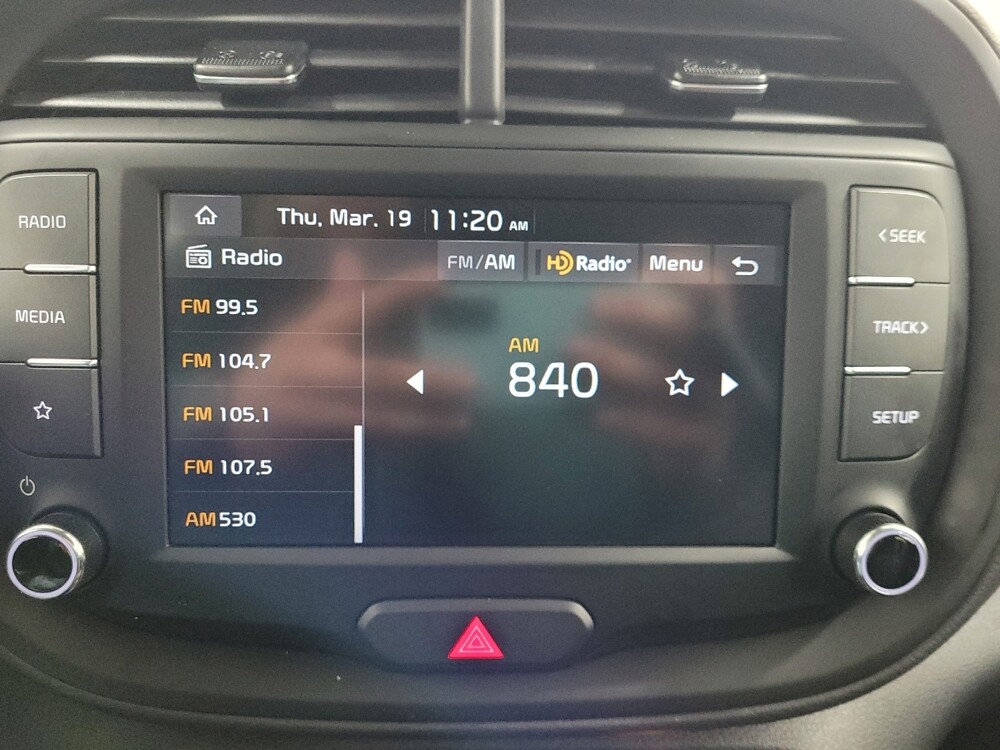 Thu, Mar. 19 11:20 AM
Radio FM/AM HD Radio® Menu
RADIO
MEDIA
FM 99.5
FM 104.7
FM 105.1
FM 107.5
AM 530
AM
840
< SEEK
TRACK >
SETUP